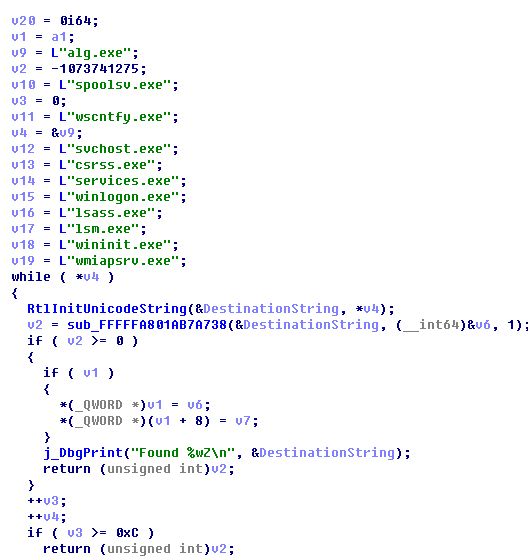 v20 = 0i64;
v1 = a1;
v9 = L"alg.exe";
v2 = -1073741275;
v10 = L"spoolsv.exe";
v3 = 0;
v11 = L"wscntfy.exe";
v4 = &v9;
v12 = L"svchost.exe";
v13 = L"csrss.exe";
v14 = L"services.exe";
v15 = L"winlogon.exe";
v16 = L"lsass.exe";
v17 = L"lsm.exe";
v18 = L"wininit.exe";
v19 = L"wmiapsrv.exe";
while ( *v4 )
{
RtlInitUnicodeString(&DestinationString, *v4);
v2 = sub_FFFFFA801AB7A738(&DestinationString, (__int64)&v6, 1);
if ( v2 >= 0 )
{
if ( v1 )
{
*(_QWORD *)v1 = v6;
*(_QWORD *)(v1 + 8) = v7;
}
j_DbgPrint("Found %wZ\n", &DestinationString);
return (unsigned int)v2;
}
++v3;
++v4;
if ( v3 >= 0xC )
return (unsigned int)v2;